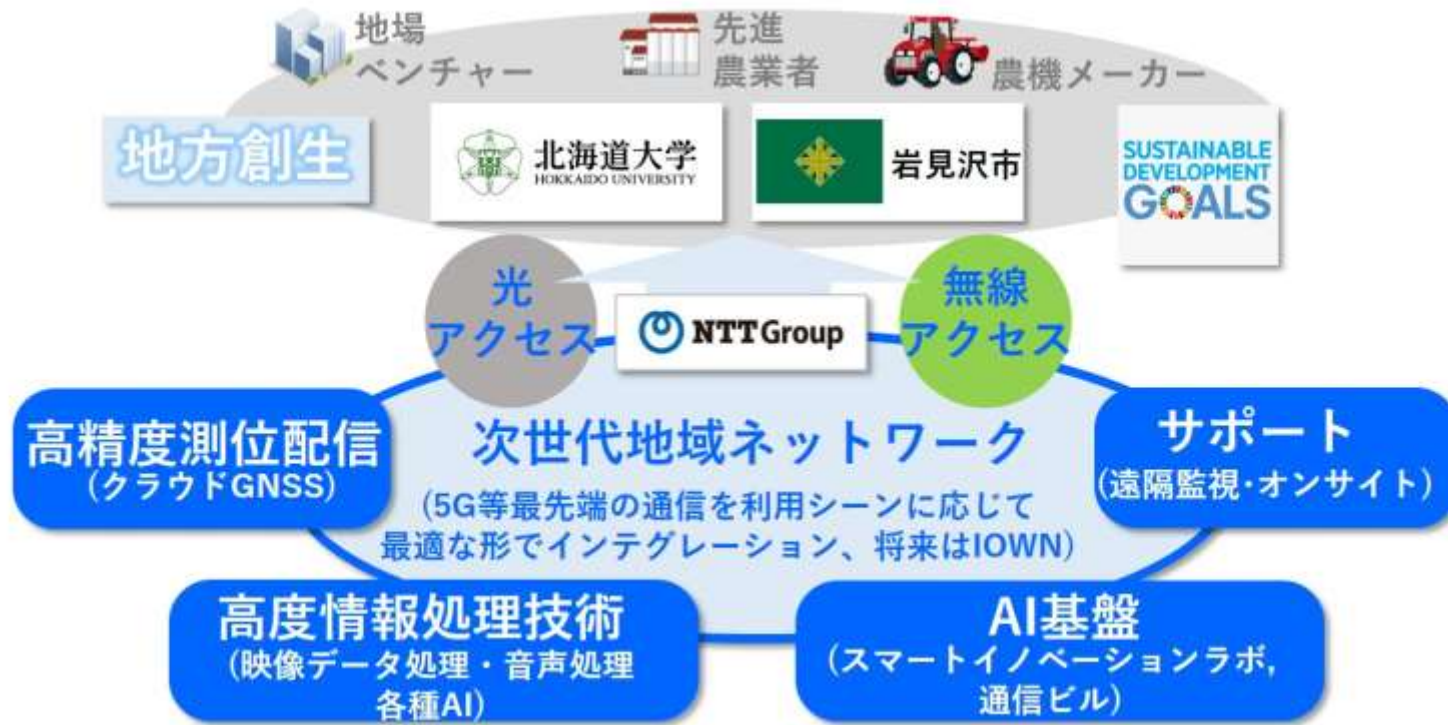 地場
ベンチャー
先進
農業者
農機メーカー
地方創生
北海道大学
HOKKAIDO UNIVERSITY
岩見沢市
SUSTAINABLE
DEVELOPMENT
GOALS
光
アクセス
NTT Group
無線
アクセス
高精度測位配信
(クラウドGNSS)
次世代地域ネットワーク
(5G等最先端の通信を利用シーンに応じて
最適な形でインテグレーション、将来はIOWN)
サポート
(遠隔監視･オンサイト)
高度情報処理技術
(映像データ処理・音声処理
各種AI)
AI基盤
(スマートイノベーションラボ,
通信ビル)